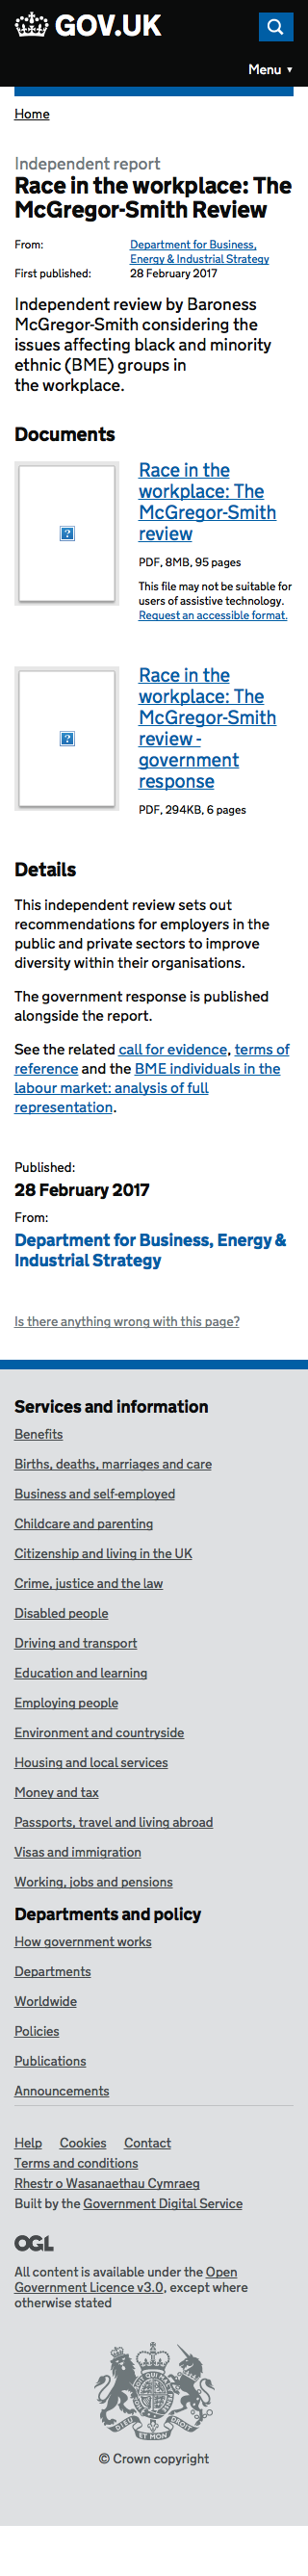 GOV.UK
Menu ▼
Home
Independent report
Race in the workplace: The
McGregor-Smith Review
From: Department for Business,
Energy & Industrial Strategy
First published: 28 February 2017
Independent review by Baroness
McGregor-Smith considering the
issues affecting black and minority
ethnic (BME) groups in
the workplace.
Documents
Race in the
workplace: The
McGregor-Smith
review
PDF, 8MB, 95 pages
This file may not be suitable for
users of assistive technology.
Request an accessible format.
Race in the
workplace: The
McGregor-Smith
review -
government
response
PDF, 294KB, 6 pages
Details
This independent review sets out
recommendations for employers in the
public and private sectors to improve
diversity within their organisations.
The government response is published
alongside the report.
See the related call for evidence, terms of
reference and the BME individuals in the
labour market: analysis of full
representation.
Published:
28 February 2017
From:
Department for Business, Energy &
Industrial Strategy
Is there anything wrong with this page?
Services and information
Benefits
Births, deaths, marriages and care
Business and self-employed
Childcare and parenting
Citizenship and living in the UK
Crime, justice and the law
Disabled people
Driving and transport
Education and learning
Employing people
Environment and countryside
Housing and local services
Money and tax
Passports, travel and living abroad
Visas and immigration
Working, jobs and pensions
Departments and policy
How government works
Departments
Worldwide
Policies
Publications
Announcements
Help Cookies Contact
Terms and conditions
Rhestr o Wasanaethau Cymraeg
Built by the Government Digital Service
OGL
All content is available under the Open
Government Licence v3.0, except where
otherwise stated
DIEU ET MON DROIT
© Crown copyright